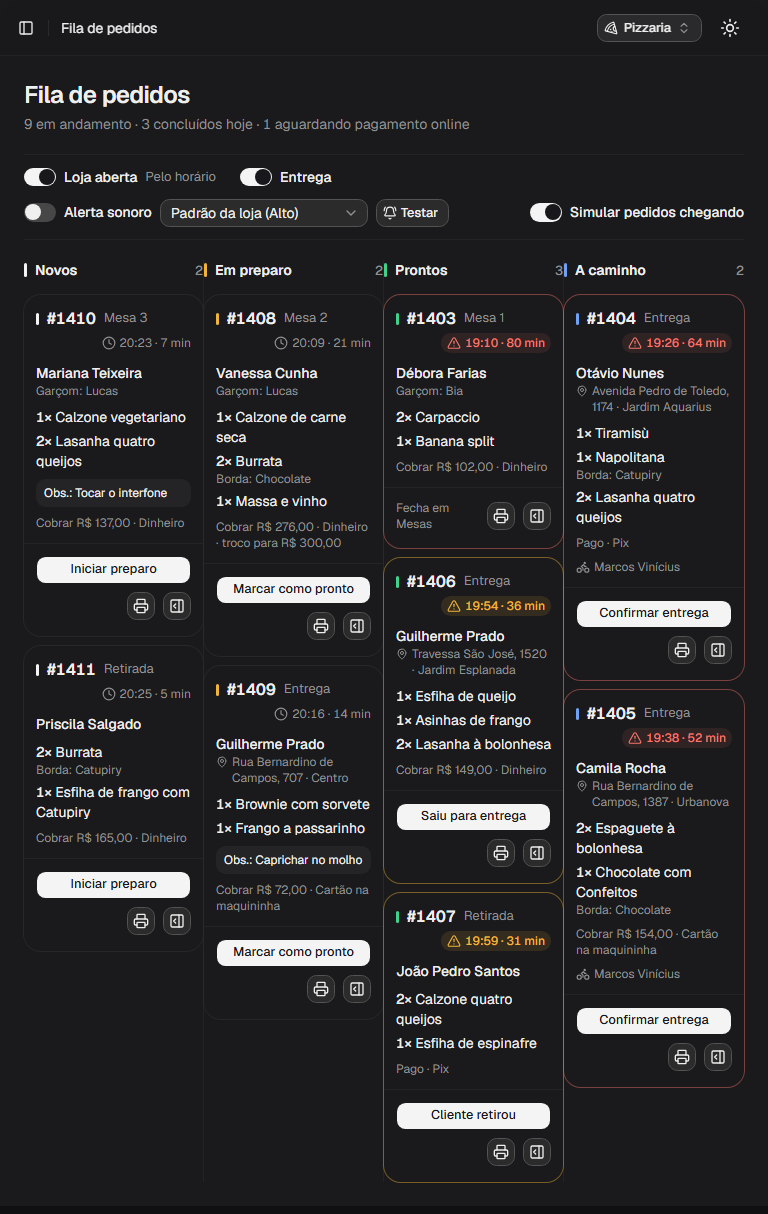 Fila de pedidos
Pizzaria
Fila de pedidos
9 em andamento · 3 concluídos hoje · 1 aguardando pagamento online
Loja aberta Pelo horário Entrega
Alerta sonoro Padrão da loja (Alto) Testar Simular pedidos chegando
Novos 2
#1410 Mesa 3
20:23 · 7 min
Mariana Teixeira
Garçom: Lucas
1× Calzone vegetariano
2× Lasanha quatro
queijos
Obs.: Tocar o interfone
Cobrar R$ 137,00 · Dinheiro
Iniciar preparo
#1411 Retirada
20:25 · 5 min
Priscila Salgado
2× Burrata
Borda: Catupiry
1× Esfiha de frango com
Catupiry
Cobrar R$ 165,00 · Dinheiro
Iniciar preparo
Em preparo 2
#1408 Mesa 2
20:09 · 21 min
Vanessa Cunha
Garçom: Lucas
1× Calzone de carne
seca
2× Burrata
Borda: Chocolate
1× Massa e vinho
Cobrar R$ 276,00 · Dinheiro
· troco para R$ 300,00
Marcar como pronto
#1409 Entrega
20:16 · 14 min
Guilherme Prado
Rua Bernardino de
Campos, 707 · Centro
1× Brownie com sorvete
1× Frango a passarinho
Obs.: Caprichar no molho
Cobrar R$ 72,00 · Cartão na
maquininha
Marcar como pronto
Prontos 3
#1403 Mesa 1
19:10 · 80 min
Débora Farias
Garçom: Bia
2× Carpaccio
1× Banana split
Cobrar R$ 102,00 · Dinheiro
Fecha em
Mesas
#1406 Entrega
19:54 · 36 min
Guilherme Prado
Travessa São José, 1520
· Jardim Esplanada
1× Esfiha de queijo
1× Asinhas de frango
2× Lasanha à bolonhesa
Cobrar R$ 149,00 · Dinheiro
Saiu para entrega
#1407 Retirada
19:59 · 31 min
João Pedro Santos
2× Calzone quatro
queijos
1× Esfiha de espinafre
Pago · Pix
Cliente retirou
A caminho 2
#1404 Entrega
19:26 · 64 min
Otávio Nunes
Avenida Pedro de Toledo,
1174 · Jardim Aquarius
1× Tiramisù
1× Napolitana
Borda: Catupiry
2× Lasanha quatro
queijos
Pago · Pix
Marcos Vinícius
Confirmar entrega
#1405 Entrega
19:38 · 52 min
Camila Rocha
Rua Bernardino de
Campos, 1387 · Urbanova
2× Espaguete à
bolonhesa
1× Chocolate com
Confeitos
Borda: Chocolate
Cobrar R$ 154,00 · Cartão
na maquininha
Marcos Vinícius
Confirmar entrega